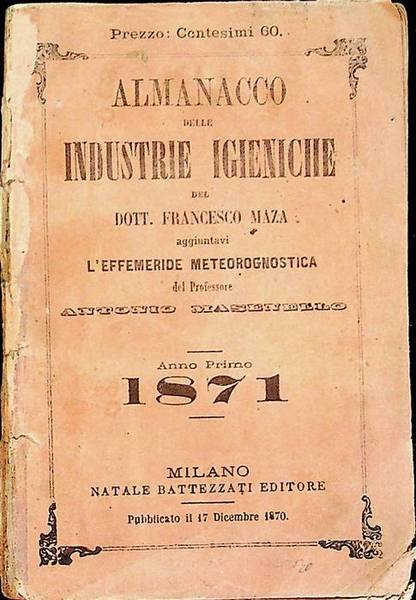 Prezzo: Centesimi 60.
ALMANACCO
DELLE
INDUSTRIE IGIENICHE
DEL
DOTT. FRANCESCO MAZA
aggiuntavi
L'EFFEMERIDE METEOROGNOSTICA
del Professore
ANTONIO MASENELLO
Anno Primo
1871
MILANO
NATALE BATTEZZATI EDITORE
Pubblicato il 17 Dicembre 1870.